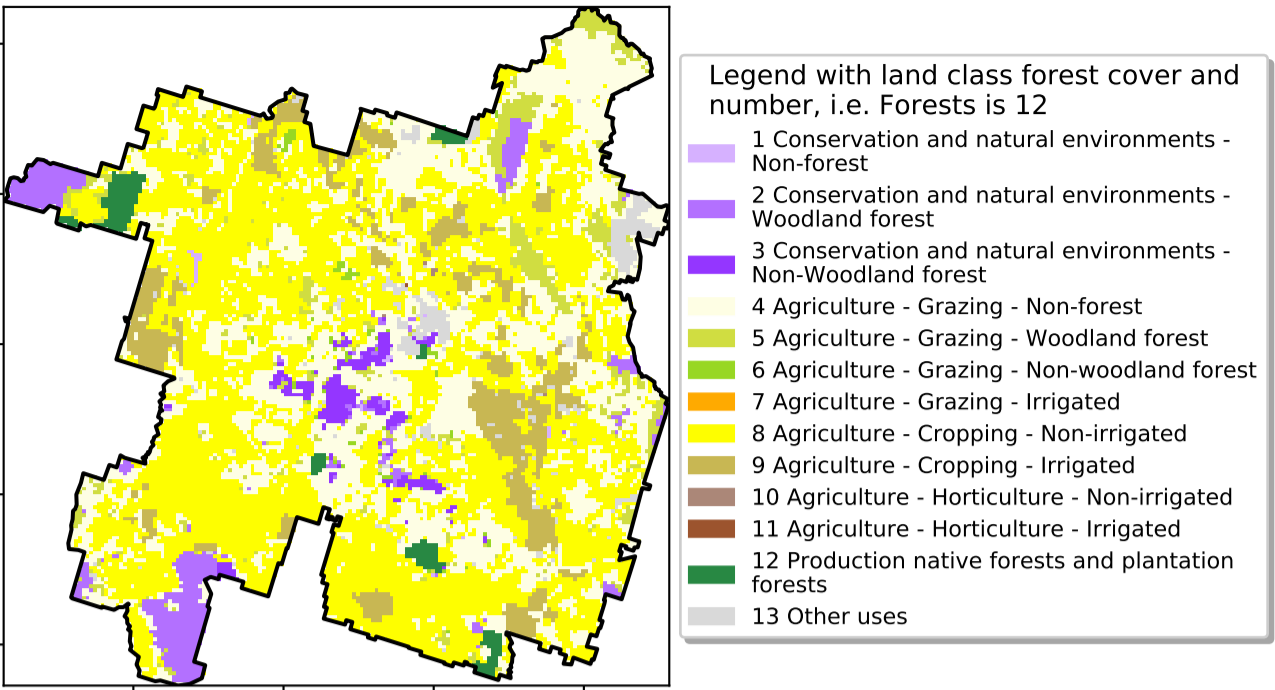 Legend with land class forest cover and
number, i.e. Forests is 12
1 Conservation and natural environments -
Non-forest
2 Conservation and natural environments -
Woodland forest
3 Conservation and natural environments -
Non-Woodland forest
4 Agriculture - Grazing - Non-forest
5 Agriculture - Grazing - Woodland forest
6 Agriculture - Grazing - Non-woodland forest
7 Agriculture - Grazing - Irrigated
8 Agriculture - Cropping - Non-irrigated
9 Agriculture - Cropping - Irrigated
10 Agriculture - Horticulture - Non-irrigated
11 Agriculture - Horticulture - Irrigated
12 Production native forests and plantation
forests
13 Other uses